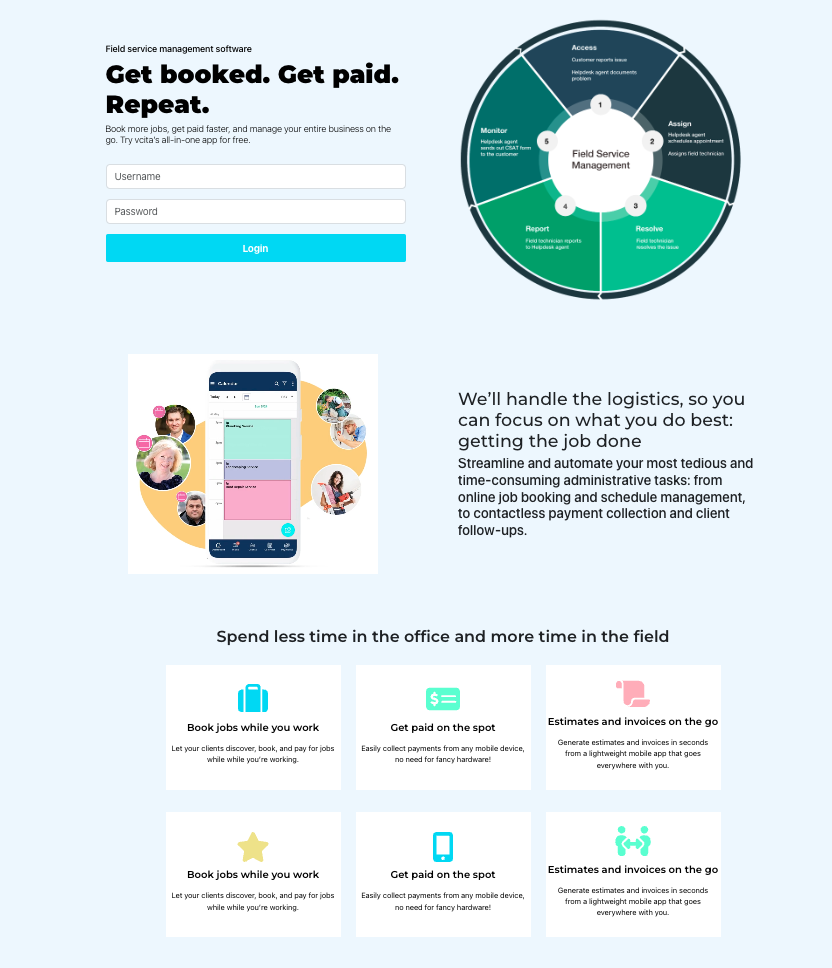 Field service management software
Get booked. Get paid.
Repeat.
Book more jobs, get paid faster, and manage your entire business on the
go. Try vcita's all-in-one app for free.
Username
Password
Login
Access
Customer reports issue
Helpdesk agent documents
problem
1
Assign
Helpdesk agent
schedules appointment
Assigns field technician
2
Resolve
Field technician
resolves the issue
3
Report
Field technician reports
to Helpdesk agent
4
Monitor
Helpdesk agent
sends out CSAT form
to the customer
5
Field Service
Management
Calendar
Today
We'll handle the logistics, so you
can focus on what you do best:
getting the job done
Streamline and automate your most tedious and
time-consuming administrative tasks: from
online job booking and schedule management,
to contactless payment collection and client
follow-ups.
Spend less time in the office and more time in the field
Book jobs while you work
Let your clients discover, book, and pay for jobs
while while you're working.
Get paid on the spot
Easily collect payments from any mobile device,
no need for fancy hardware!
Estimates and invoices on the go
Generate estimates and invoices in seconds
from a lightweight mobile app that goes
everywhere with you.
Book jobs while you work
Let your clients discover, book, and pay for jobs
while while you're working.
Get paid on the spot
Easily collect payments from any mobile device,
no need for fancy hardware!
Estimates and invoices on the go
Generate estimates and invoices in seconds
from a lightweight mobile app that goes
everywhere with you.